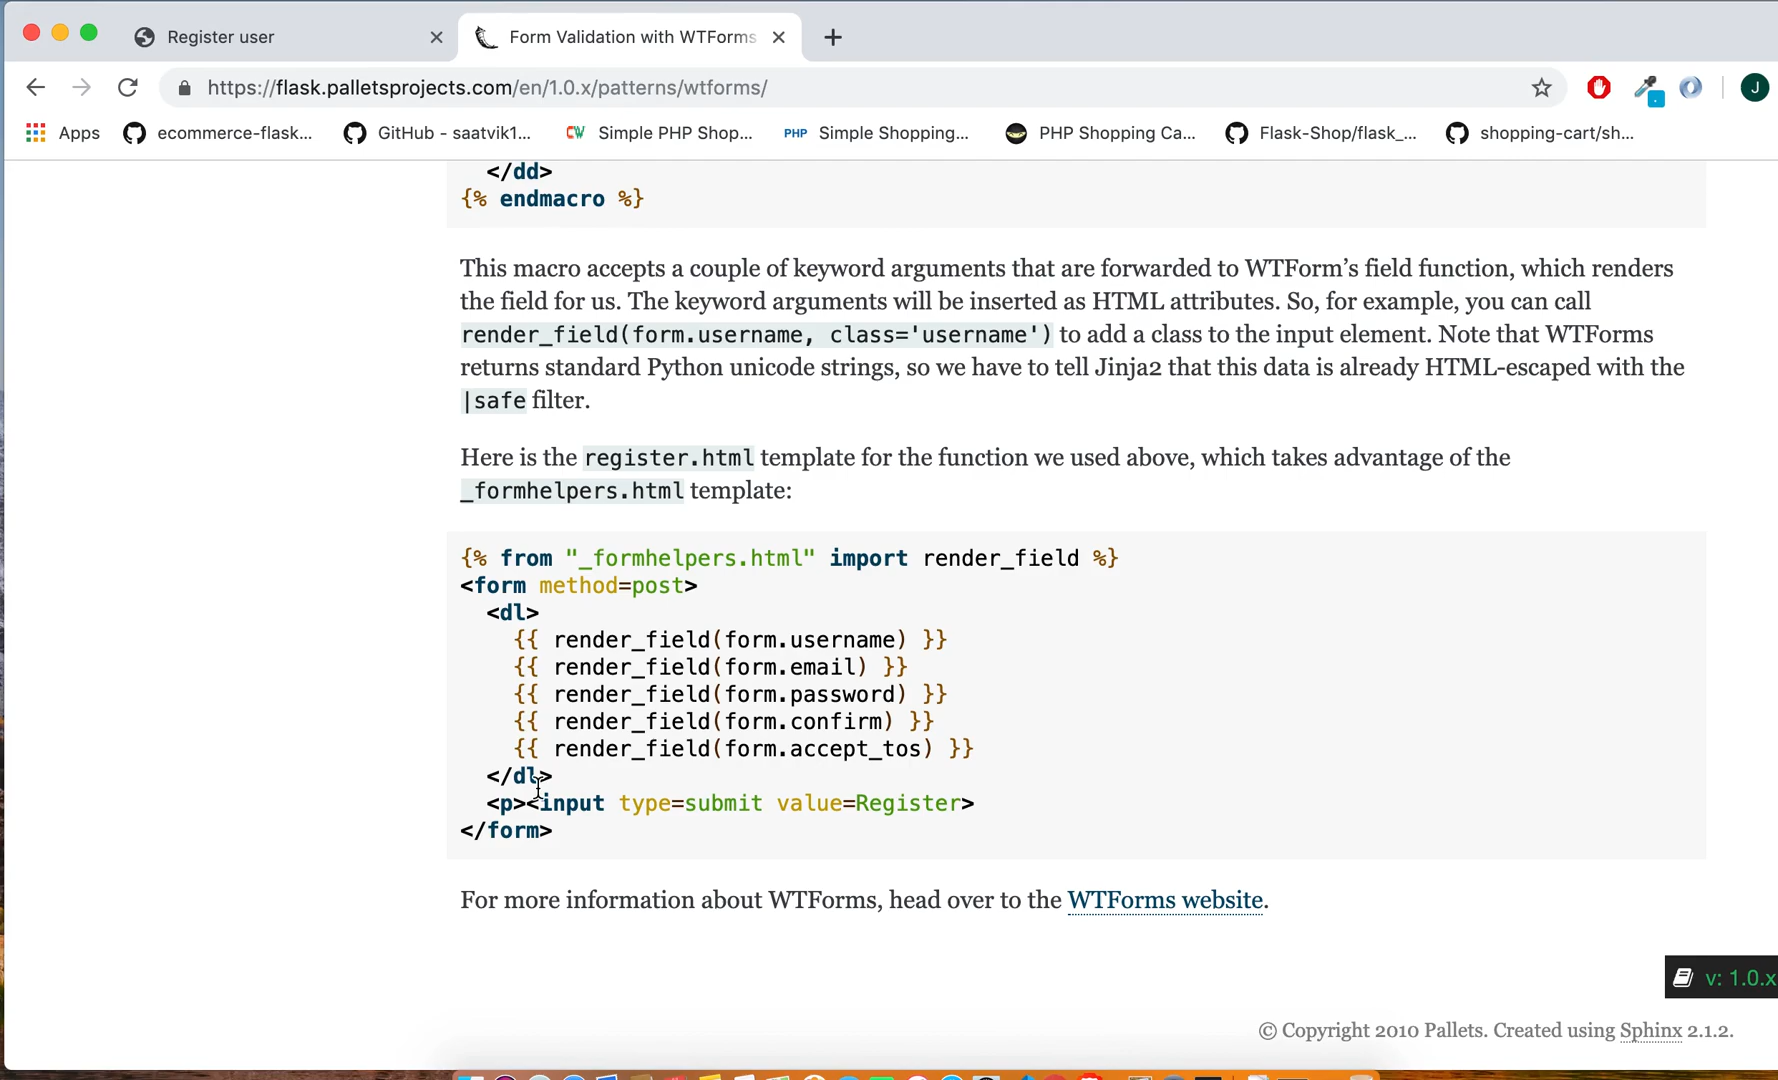 Register user
Form Validation with WTForms
https://flask.palletsprojects.com/en/1.0.x/patterns/wtforms/
J
Apps
ecommerce-flask...
GitHub - saatvik1...
CW Simple PHP Shop...
PHP Simple Shopping...
PHP Shopping Ca...
Flask-Shop/flask_...
shopping-cart/sh...
</dd>
{% endmacro %}
This macro accepts a couple of keyword arguments that are forwarded to WTForm’s field function, which renders
the field for us. The keyword arguments will be inserted as HTML attributes. So, for example, you can call
render_field(form.username, class='username') to add a class to the input element. Note that WTForms
returns standard Python unicode strings, so we have to tell Jinja2 that this data is already HTML-escaped with the
|safe filter.
Here is the register.html template for the function we used above, which takes advantage of the
_formhelpers.html template:
{% from "_formhelpers.html" import render_field %}
<form method=post>
<dl>
{{ render_field(form.username) }}
{{ render_field(form.email) }}
{{ render_field(form.password) }}
{{ render_field(form.confirm) }}
{{ render_field(form.accept_tos) }}
</dl>
<p><input type=submit value=Register>
</form>
For more information about WTForms, head over to the WTForms website.
v: 1.0.x
© Copyright 2010 Pallets. Created using Sphinx 2.1.2.